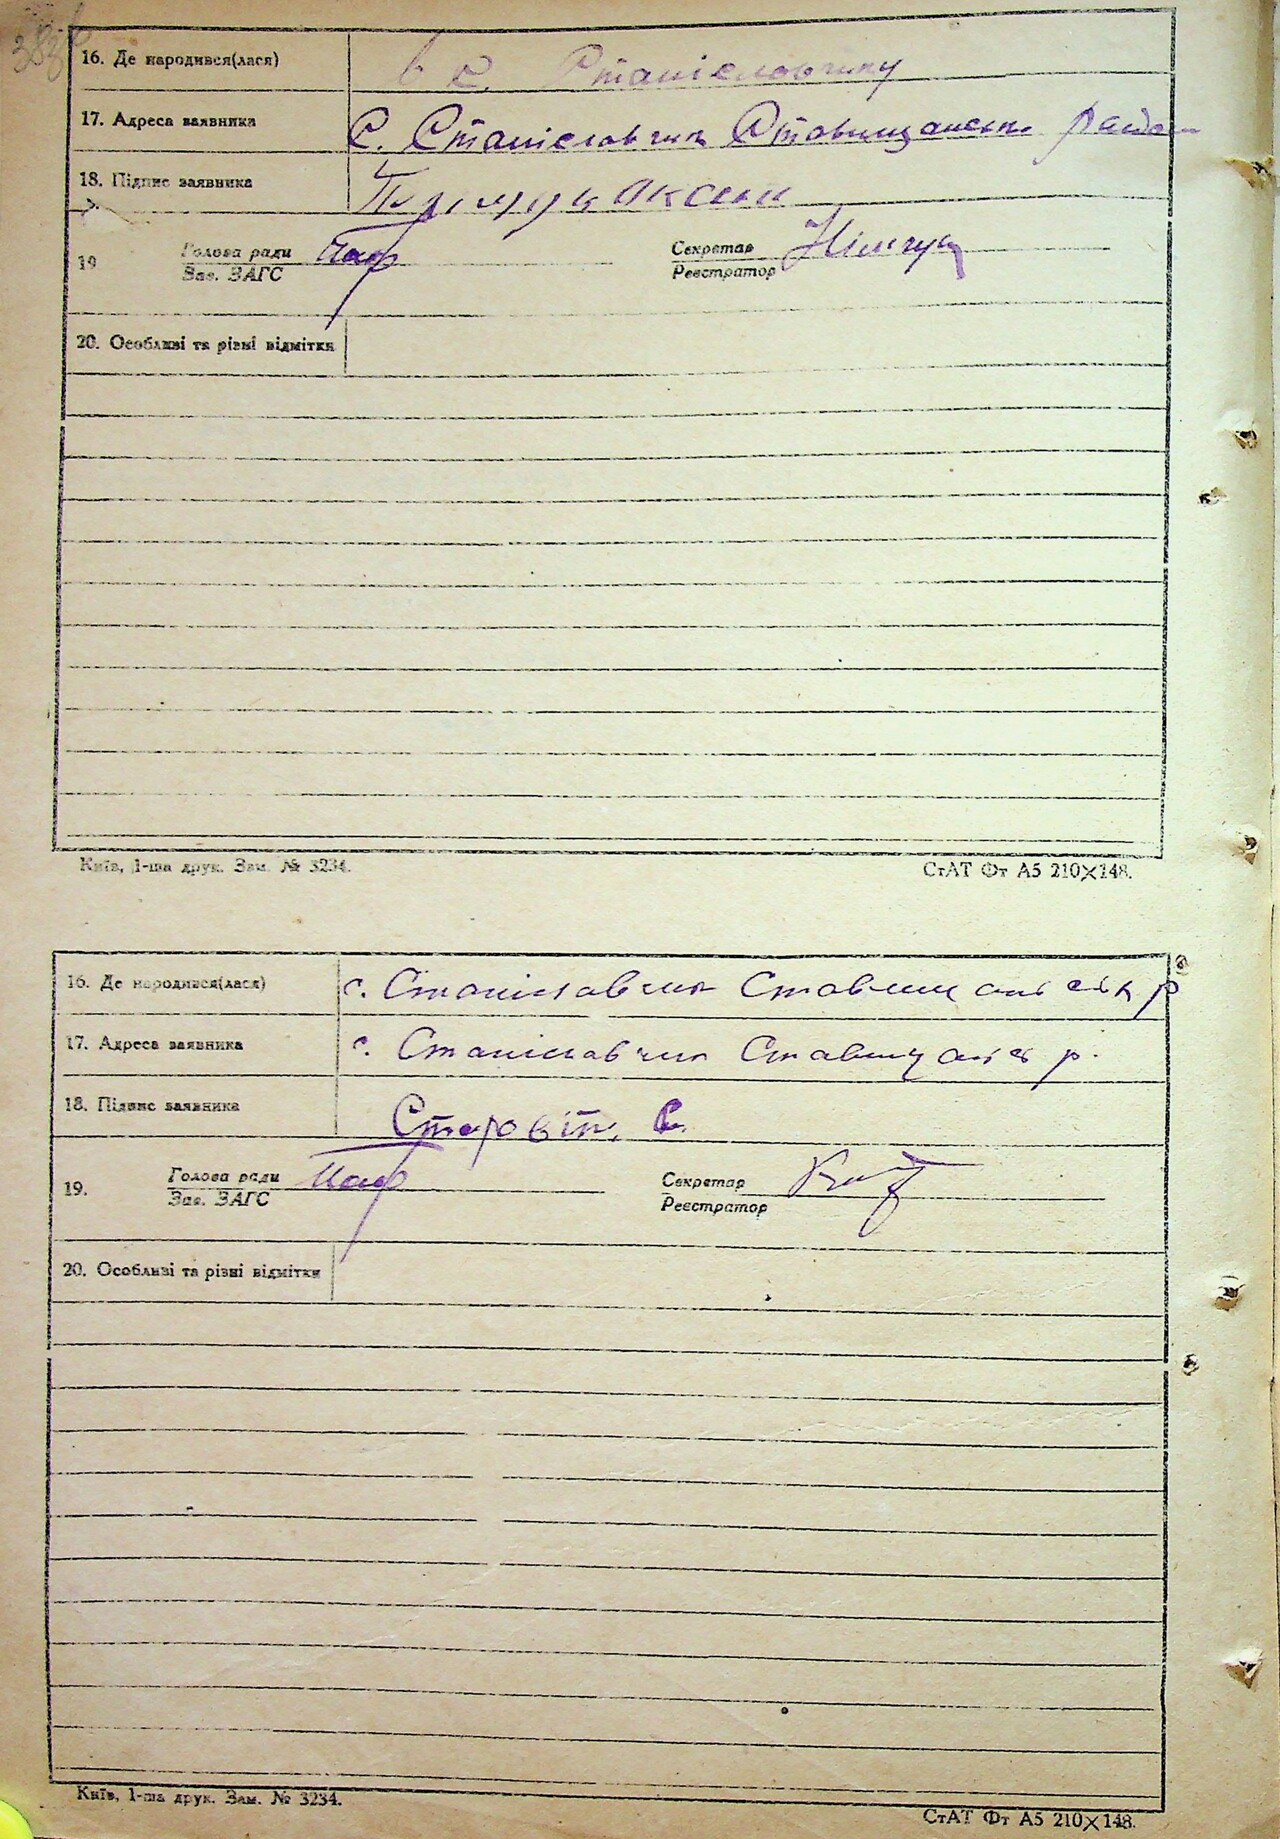 16. Де народився(лася) в с. Станіславчику
17. Адреса заявника С. Станіславчик Ставищанськ. район
18. Підпис заявника
19 Голова ради Секретар
Зав. ЗАГС Реєстратор
20. Особливі та різні відмітки
Київ, 1-ша друк. Зам. № 3234. СтАТ Фт А5 210×148.
16. Де народився(лася) с. Станіславчик Ставищанськ р
17. Адреса заявника с. Станіславчик Ставищанськ р.
18. Підпис заявника
19. Голова ради Секретар
Зав. ЗАГС Реєстратор
20. Особливі та різні відмітки
Київ, 1-ша друк. Зам. № 3234. СтАТ Фт А5 210×148.